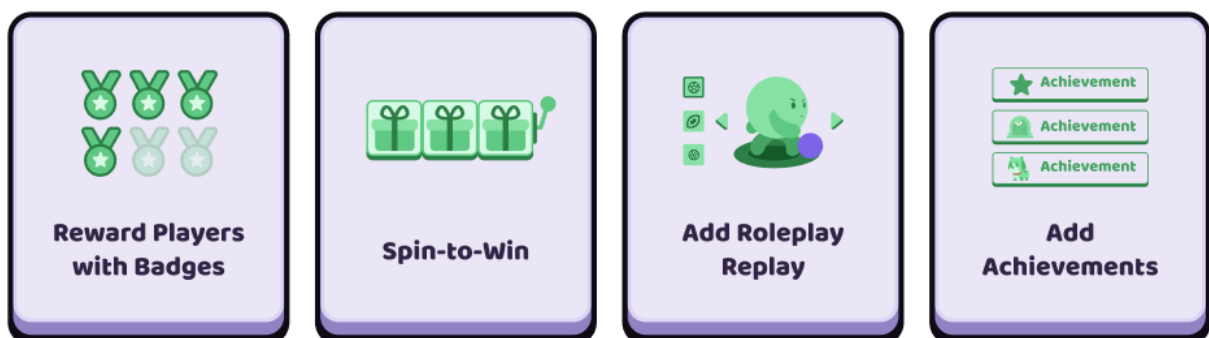 Reward Players
with Badges
Spin-to-Win
Add Roleplay
Replay
Achievement
Achievement
Achievement
Add
Achievements